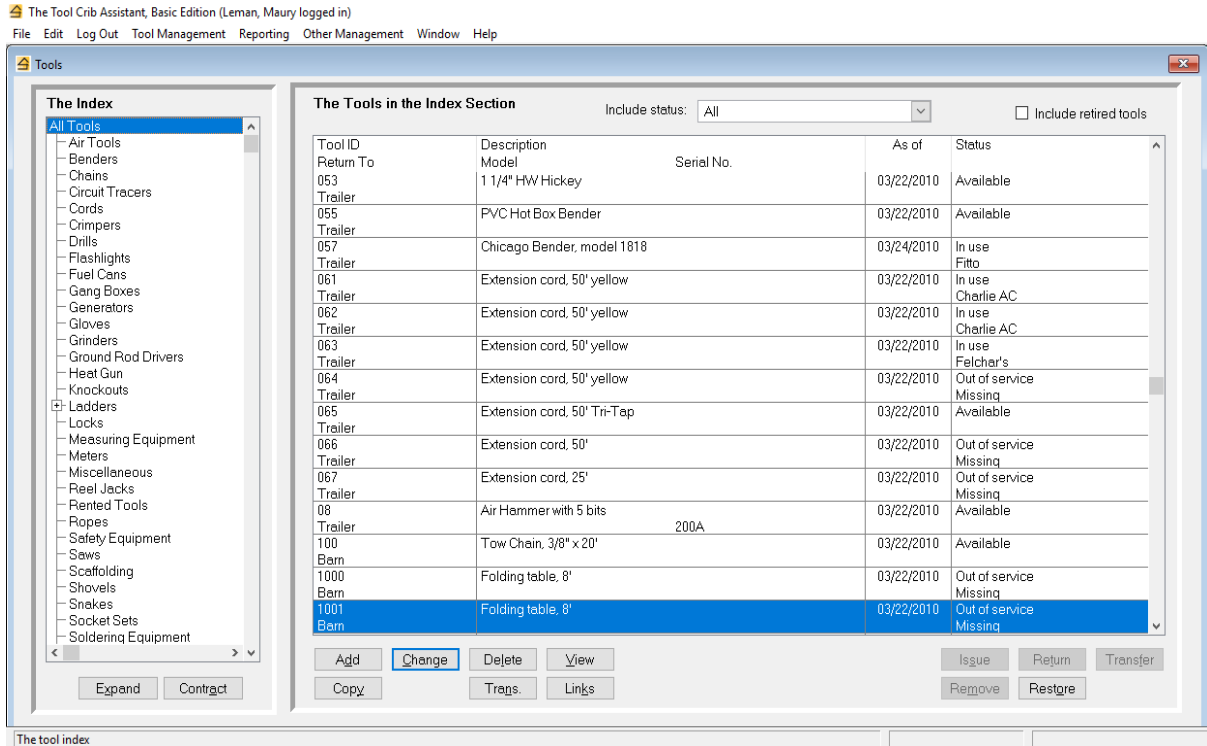 The Tool Crib Assistant, Basic Edition (Leman, Maury logged in)
File Edit Log Out Tool Management Reporting Other Management Window Help
Tools
The Index
All Tools
Air Tools
Benders
Chains
Circuit Tracers
Cords
Crimpers
Drills
Flashlights
Fuel Cans
Gang Boxes
Generators
Gloves
Grinders
Ground Rod Drivers
Heat Gun
Knockouts
Ladders
Locks
Measuring Equipment
Meters
Miscellaneous
Reel Jacks
Rented Tools
Ropes
Safety Equipment
Saws
Scaffolding
Shovels
Snakes
Socket Sets
Soldering Equipment
Expand Contract
The Tools in the Index Section Include status: All Include retired tools
Tool ID Description As of Status
Return To Model Serial No.
053 1 1/4" HW Hickey 03/22/2010 Available
Trailer
055 PVC Hot Box Bender 03/22/2010 Available
Trailer
057 Chicago Bender, model 1818 03/24/2010 In use
Trailer Fitto
061 Extension cord, 50' yellow 03/22/2010 In use
Trailer Charlie AC
062 Extension cord, 50' yellow 03/22/2010 In use
Trailer Charlie AC
063 Extension cord, 50' yellow 03/22/2010 In use
Trailer Felchar's
064 Extension cord, 50' yellow 03/22/2010 Out of service
Trailer Missing
065 Extension cord, 50' Tri-Tap 03/22/2010 Available
Trailer
066 Extension cord, 50' 03/22/2010 Out of service
Trailer Missing
067 Extension cord, 25' 03/22/2010 Out of service
Trailer Missing
08 Air Hammer with 5 bits 03/22/2010 Available
Trailer 200A
100 Tow Chain, 3/8" x 20' 03/22/2010 Available
Barn
1000 Folding table, 8' 03/22/2010 Out of service
Barn Missing
1001 Folding table, 8' 03/22/2010 Out of service
Barn Missing
Add Change Delete View Issue Return Transfer
Copy Trans. Links Remove Restore
The tool index